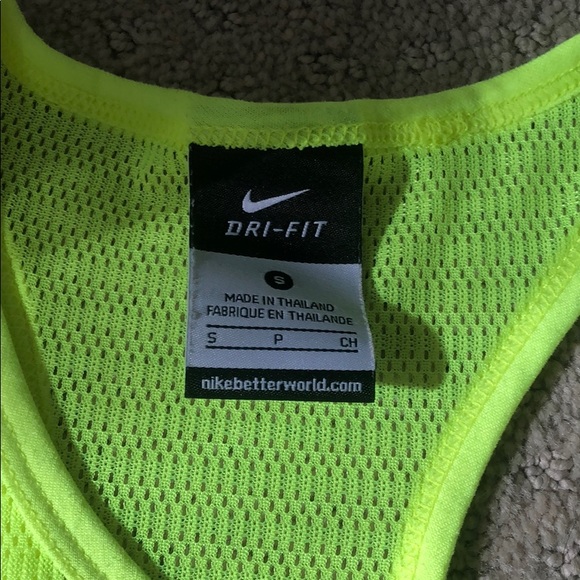 DRI-FIT
S
MADE IN THAILAND
FABRIQUE EN THAILANDE
S P CH
nikebetterworld.com